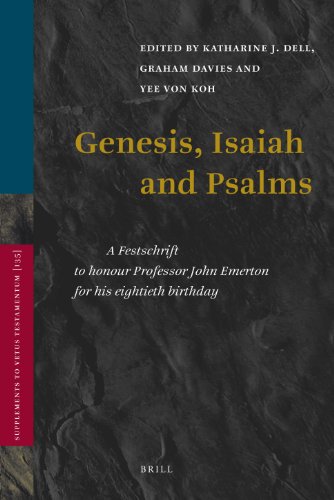 EDITED BY KATHARINE J. DELL,
GRAHAM DAVIES AND
YEE VON KOH
Genesis, Isaiah
and Psalms
A Festschrift
to honour Professor John Emerton
for his eightieth birthday
SUPPLEMENTS TO VETUS TESTAMENTUM [135]
BRILL